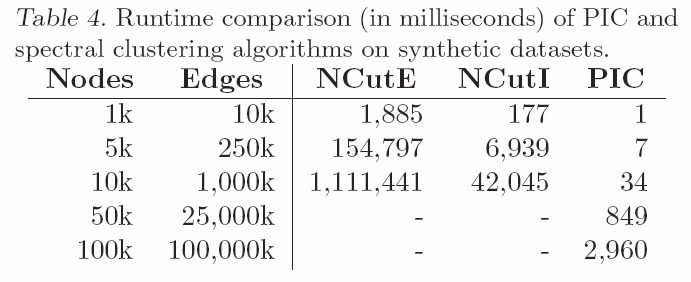 Table 4. Runtime comparison (in milliseconds) of PIC and
spectral clustering algorithms on synthetic datasets.
Nodes Edges NCutE NCutI PIC
1k 10k 1,885 177 1
5k 250k 154,797 6,939 7
10k 1,000k 1,111,441 42,045 34
50k 25,000k - - 849
100k 100,000k - - 2,960